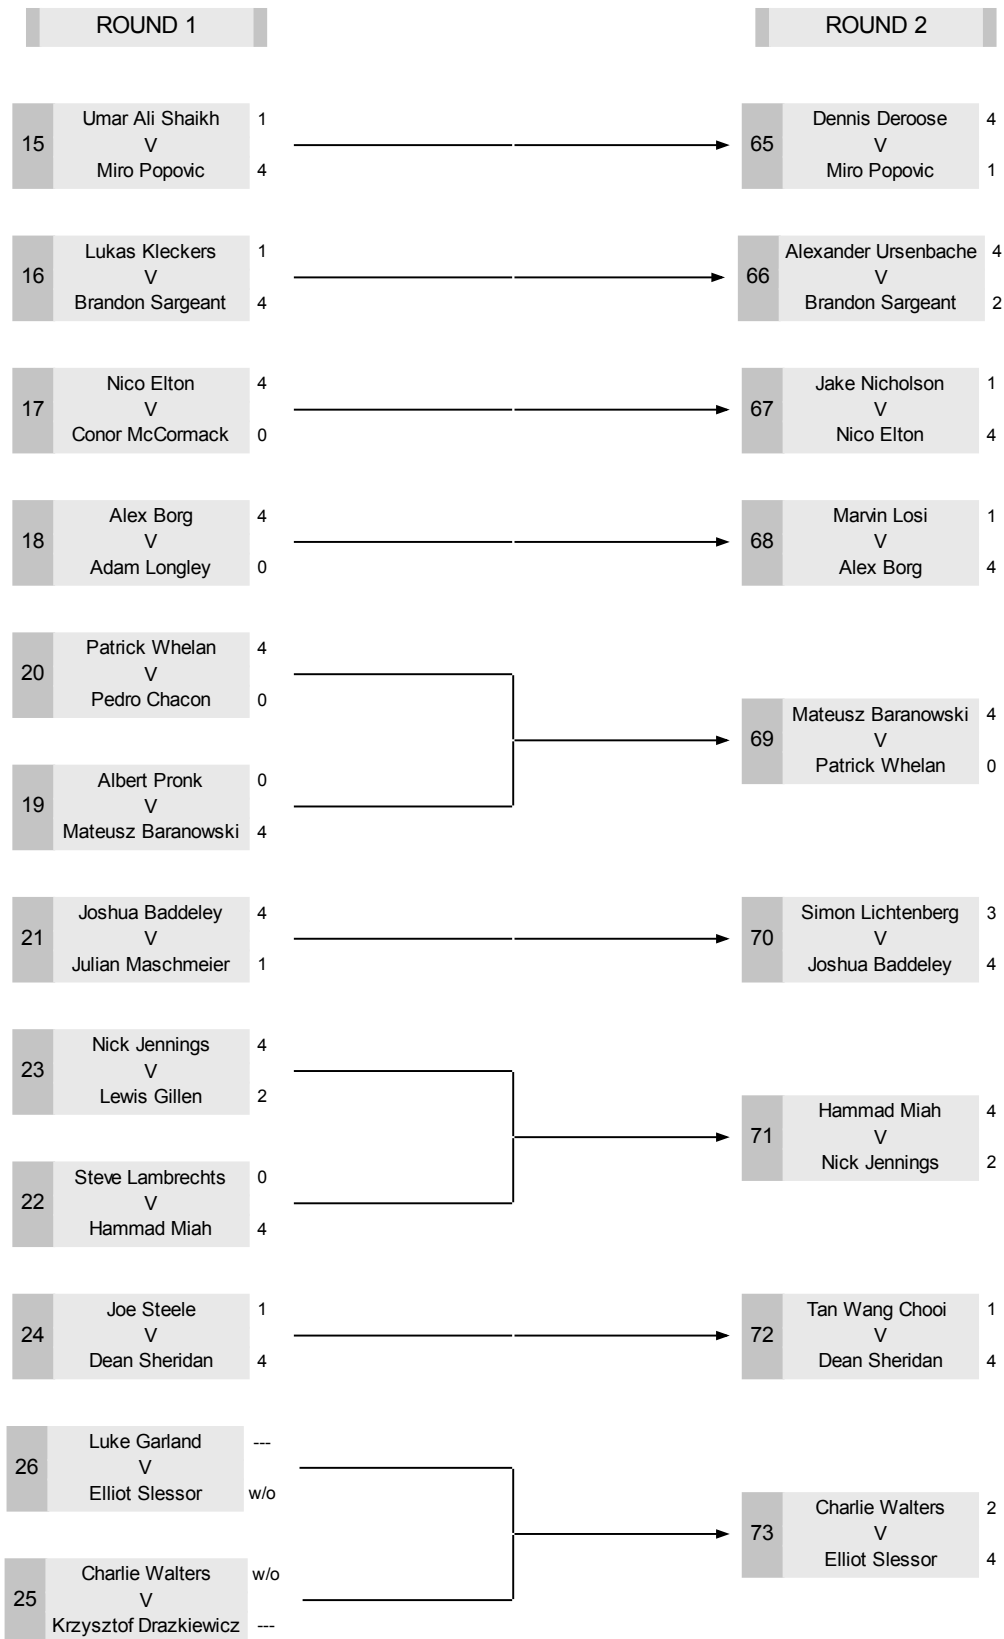 ROUND 1
ROUND 2
15
Umar Ali Shaikh 1
V
Miro Popovic 4
65
Dennis Deroose 4
V
Miro Popovic 1
16
Lukas Kleckers 1
V
Brandon Sargeant 4
66
Alexander Ursenbache 4
V
Brandon Sargeant 2
17
Nico Elton 4
V
Conor McCormack 0
67
Jake Nicholson 1
V
Nico Elton 4
18
Alex Borg 4
V
Adam Longley 0
68
Marvin Losi 1
V
Alex Borg 4
20
Patrick Whelan 4
V
Pedro Chacon 0
19
Albert Pronk 0
V
Mateusz Baranowski 4
69
Mateusz Baranowski 4
V
Patrick Whelan 0
21
Joshua Baddeley 4
V
Julian Maschmeier 1
70
Simon Lichtenberg 3
V
Joshua Baddeley 4
23
Nick Jennings 4
V
Lewis Gillen 2
22
Steve Lambrechts 0
V
Hammad Miah 4
71
Hammad Miah 4
V
Nick Jennings 2
24
Joe Steele 1
V
Dean Sheridan 4
72
Tan Wang Chooi 1
V
Dean Sheridan 4
26
Luke Garland ---
V
Elliot Slessor w/o
25
Charlie Walters w/o
V
Krzysztof Drazkiewicz ---
73
Charlie Walters 2
V
Elliot Slessor 4